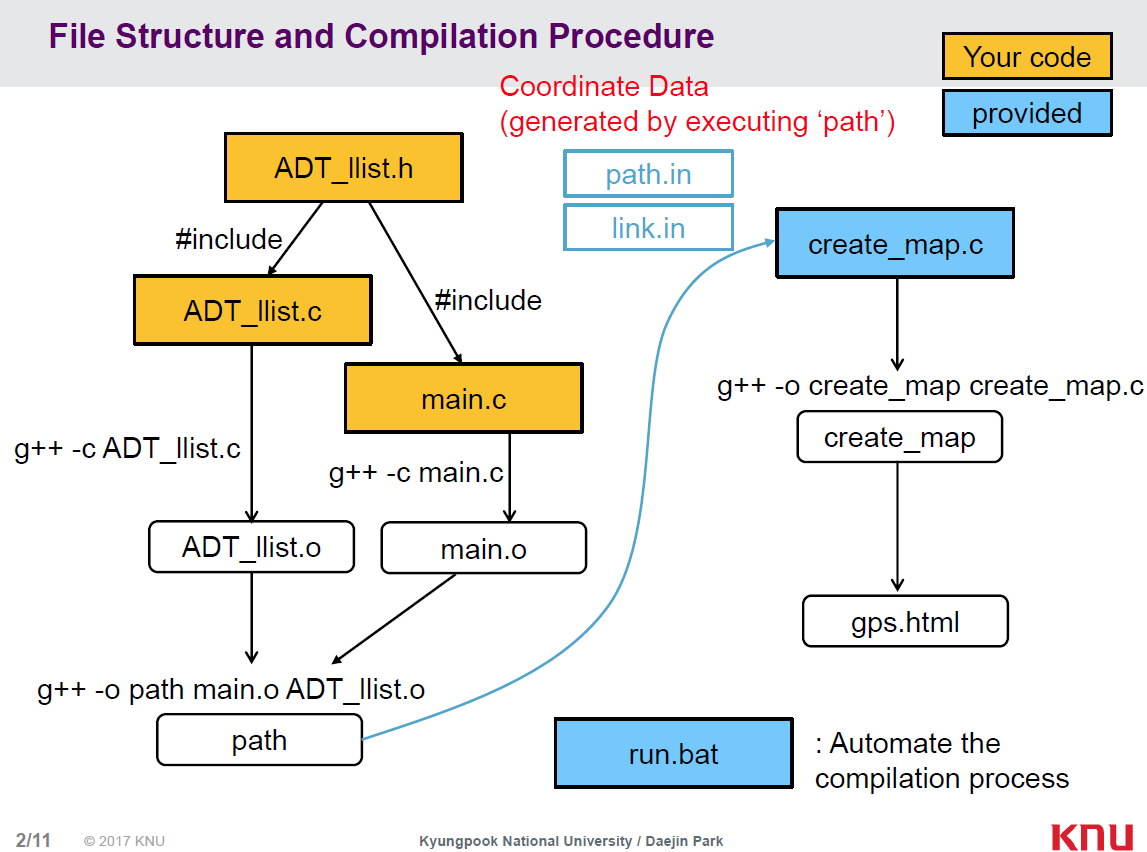 File Structure and Compilation Procedure
Your code
provided
Coordinate Data
(generated by executing ‘path’)
path.in
link.in
ADT_llist.h
#include
#include
ADT_llist.c
main.c
create_map.c
g++ -c ADT_llist.c
g++ -c main.c
g++ -o create_map create_map.c
create_map
ADT_llist.o
main.o
gps.html
g++ -o path main.o ADT_llist.o
path
run.bat
: Automate the
compilation process
2/11
© 2017 KNU
Kyungpook National University / Daejin Park
KNU